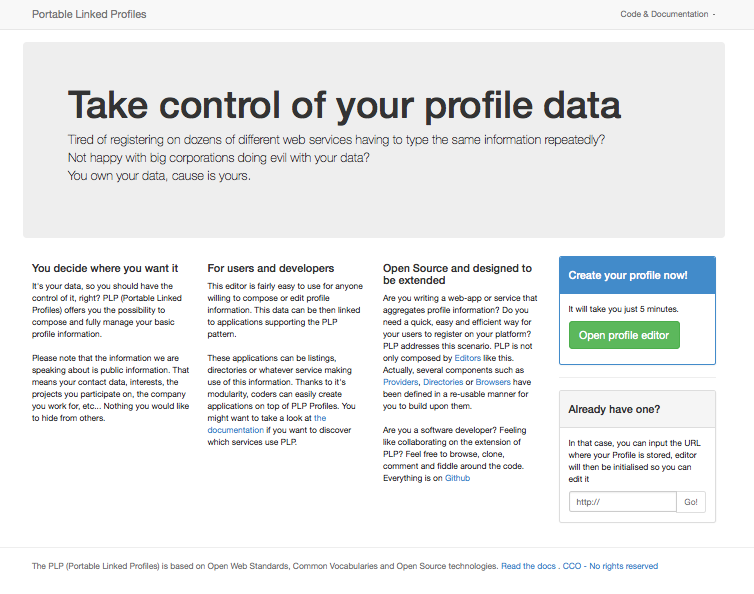 Portable Linked Profiles
Code & Documentation
Take control of your profile data
Tired of registering on dozens of different web services having to type the same information repeatedly?
Not happy with big corporations doing evil with your data?
You own your data, cause is yours.
You decide where you want it
It's your data, so you should have the
control of it, right? PLP (Portable Linked
Profiles) offers you the possibility to
compose and fully manage your basic
profile information.
Please note that the information we are
speaking about is public information. That
means your contact data, interests, the
projects you participate on, the company
you work for, etc... Nothing you would like
to hide from others.
For users and developers
This editor is fairly easy to use for anyone
willing to compose or edit profile
information. This data can be then linked
to applications supporting the PLP
pattern.
These applications can be listings,
directories or whatever service making
use of this information. Thanks to it's
modularity, coders can easily create
applications on top of PLP Profiles. You
might want to take a look at the
documentation if you want to discover
which services use PLP.
Open Source and designed to
be extended
Are you writing a web-app or service that
aggregates profile information? Do you
need a quick, easy and efficient way for
your users to register on your platform?
PLP addresses this scenario. PLP is not
only composed by Editors like this.
Actually, several components such as
Providers, Directories or Browsers have
been defined in a re-usable manner for
you to build upon them.
Are you a software developer? Feeling
like collaborating on the extension of
PLP? Feel free to browse, clone,
comment and fiddle around the code.
Everything is on Github
Create your profile now!
It will take you just 5 minutes.
Open profile editor
Already have one?
In that case, you can input the URL
where your Profile is stored, editor
will then be initialised so you can
edit it
http://
Go!
The PLP (Portable Linked Profiles) is based on Open Web Standards, Common Vocabularies and Open Source technologies. Read the docs . CCO - No rights reserved